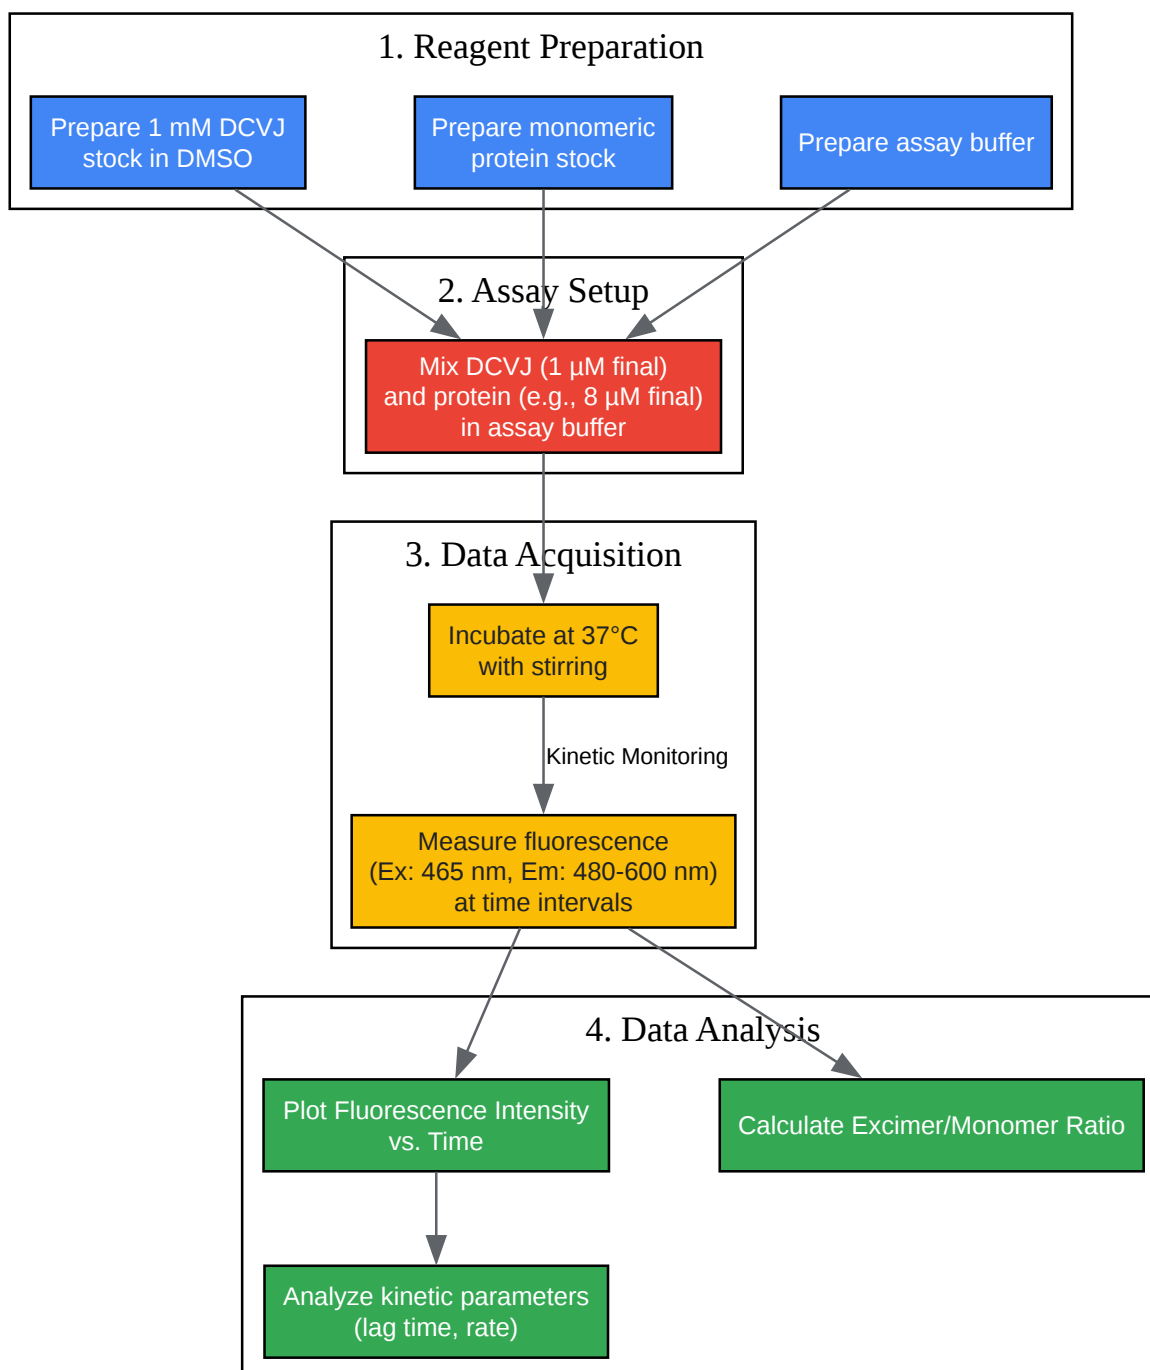 1. Reagent Preparation
Prepare 1 mM DCVJ
stock in DMSO
Prepare monomeric
protein stock
Prepare assay buffer
2. Assay Setup
Mix DCVJ (1 µM final)
and protein (e.g., 8 µM final)
in assay buffer
3. Data Acquisition
Incubate at 37°C
with stirring
Kinetic Monitoring
Measure fluorescence
(Ex: 465 nm, Em: 480-600 nm)
at time intervals
4. Data Analysis
Plot Fluorescence Intensity
vs. Time
Calculate Excimer/Monomer Ratio
Analyze kinetic parameters
(lag time, rate)